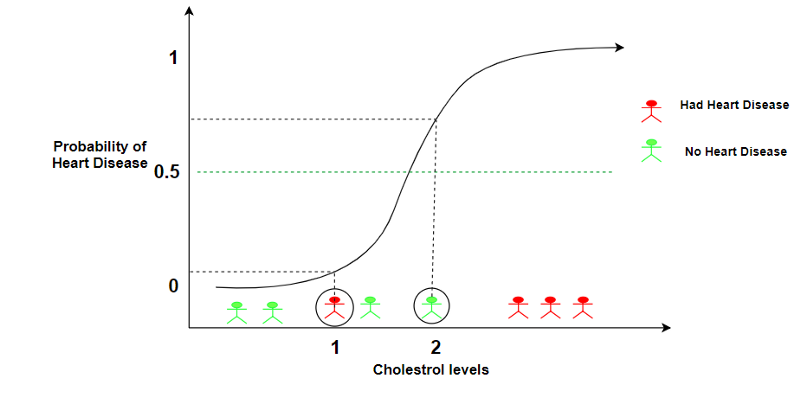 1
Probability of
Heart Disease
0.5
0
1
2
Cholestrol levels
Had Heart Disease
No Heart Disease